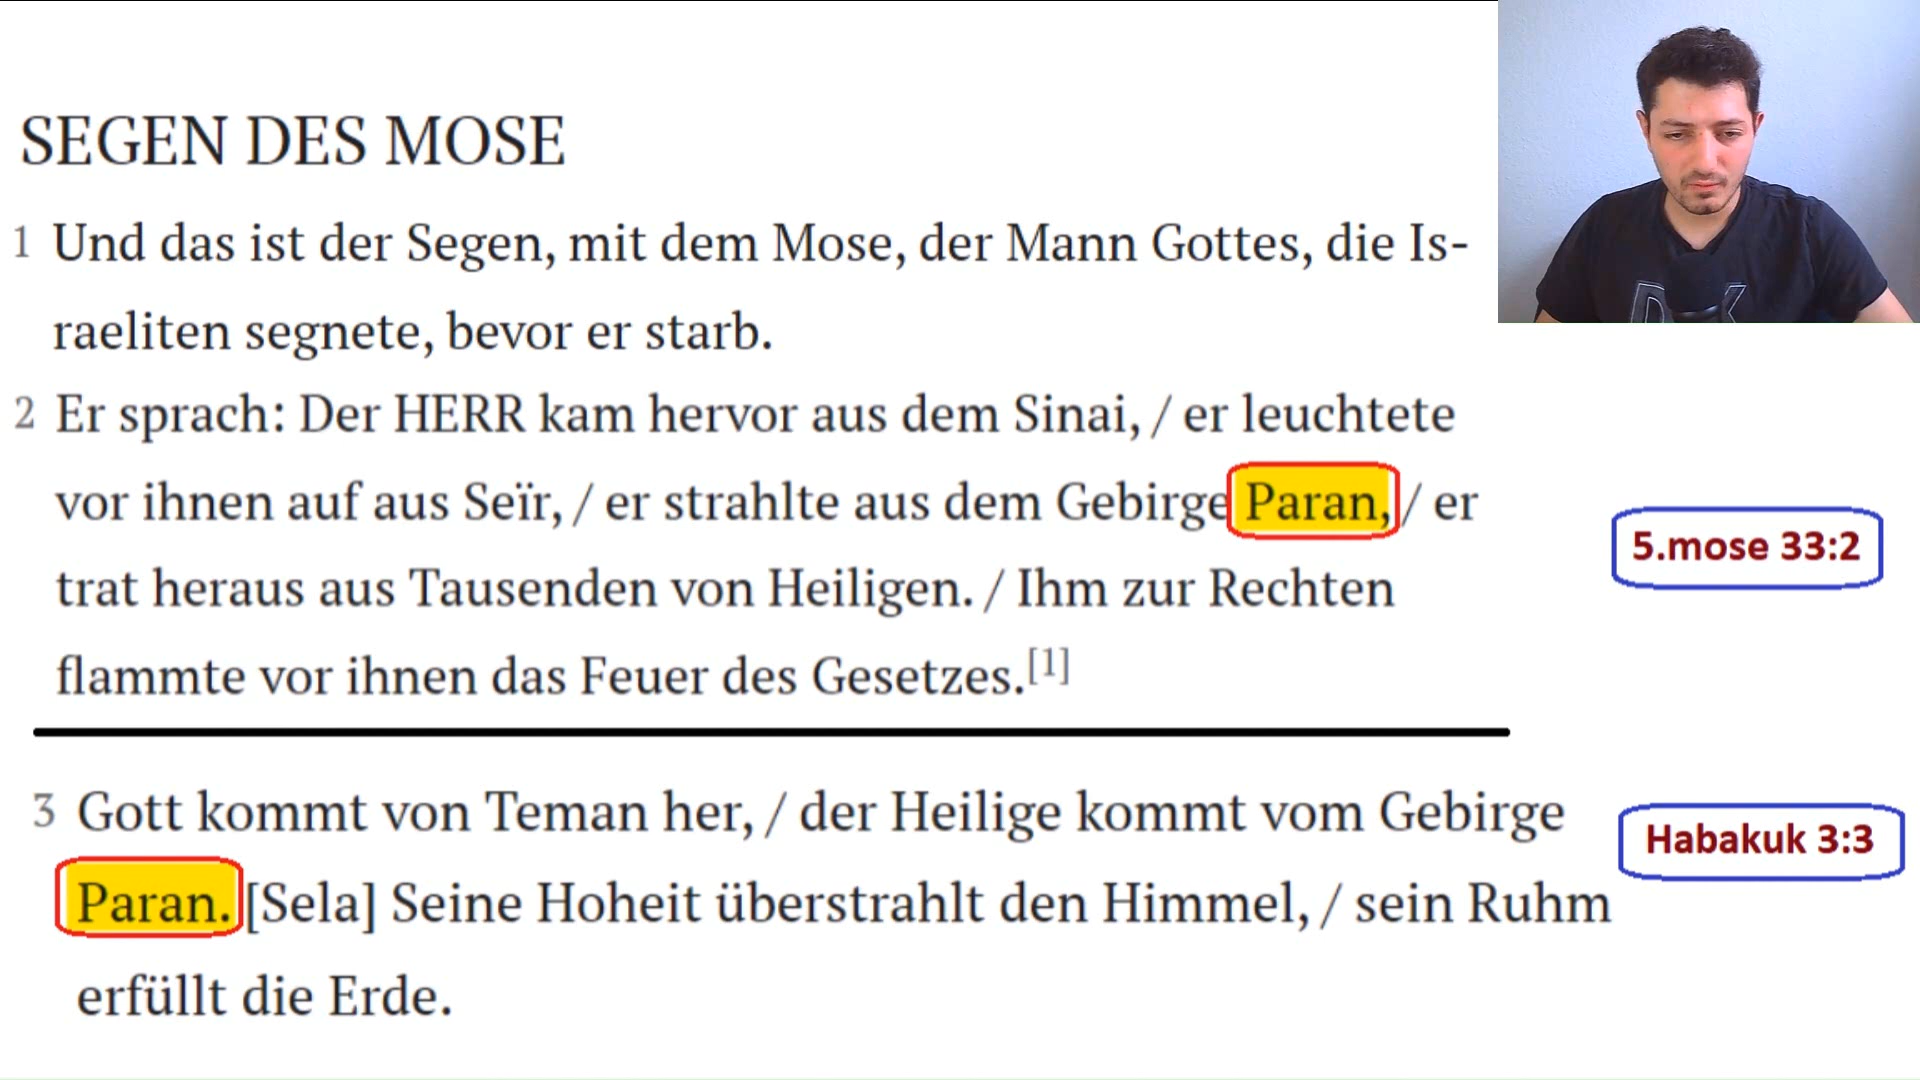 SEGEN DES MOSE
1 Und das ist der Segen, mit dem Mose, der Mann Gottes, die Is-
raeliten segnete, bevor er starb.
2 Er sprach: Der HERR kam hervor aus dem Sinai, / er leuchtete
vor ihnen auf aus Seïr, / er strahlte aus dem Gebirge Paran, / er
trat heraus aus Tausenden von Heiligen. / Ihm zur Rechten
flammte vor ihnen das Feuer des Gesetzes.[1]
5.mose 33:2
3 Gott kommt von Teman her, / der Heilige kommt vom Gebirge
Paran. [Sela] Seine Hoheit überstrahlt den Himmel, / sein Ruhm
erfüllt die Erde.
Habakuk 3:3